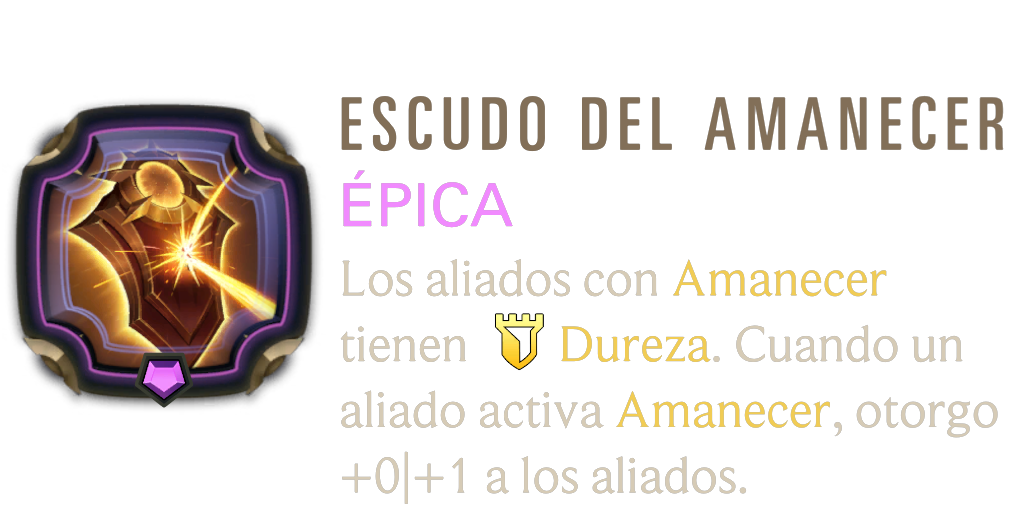 ESCUDO DEL AMANECER
ÉPICA
Los aliados con Amanecer
tienen Dureza. Cuando un
aliado activa Amanecer, otorgo
+0|+1 a los aliados.